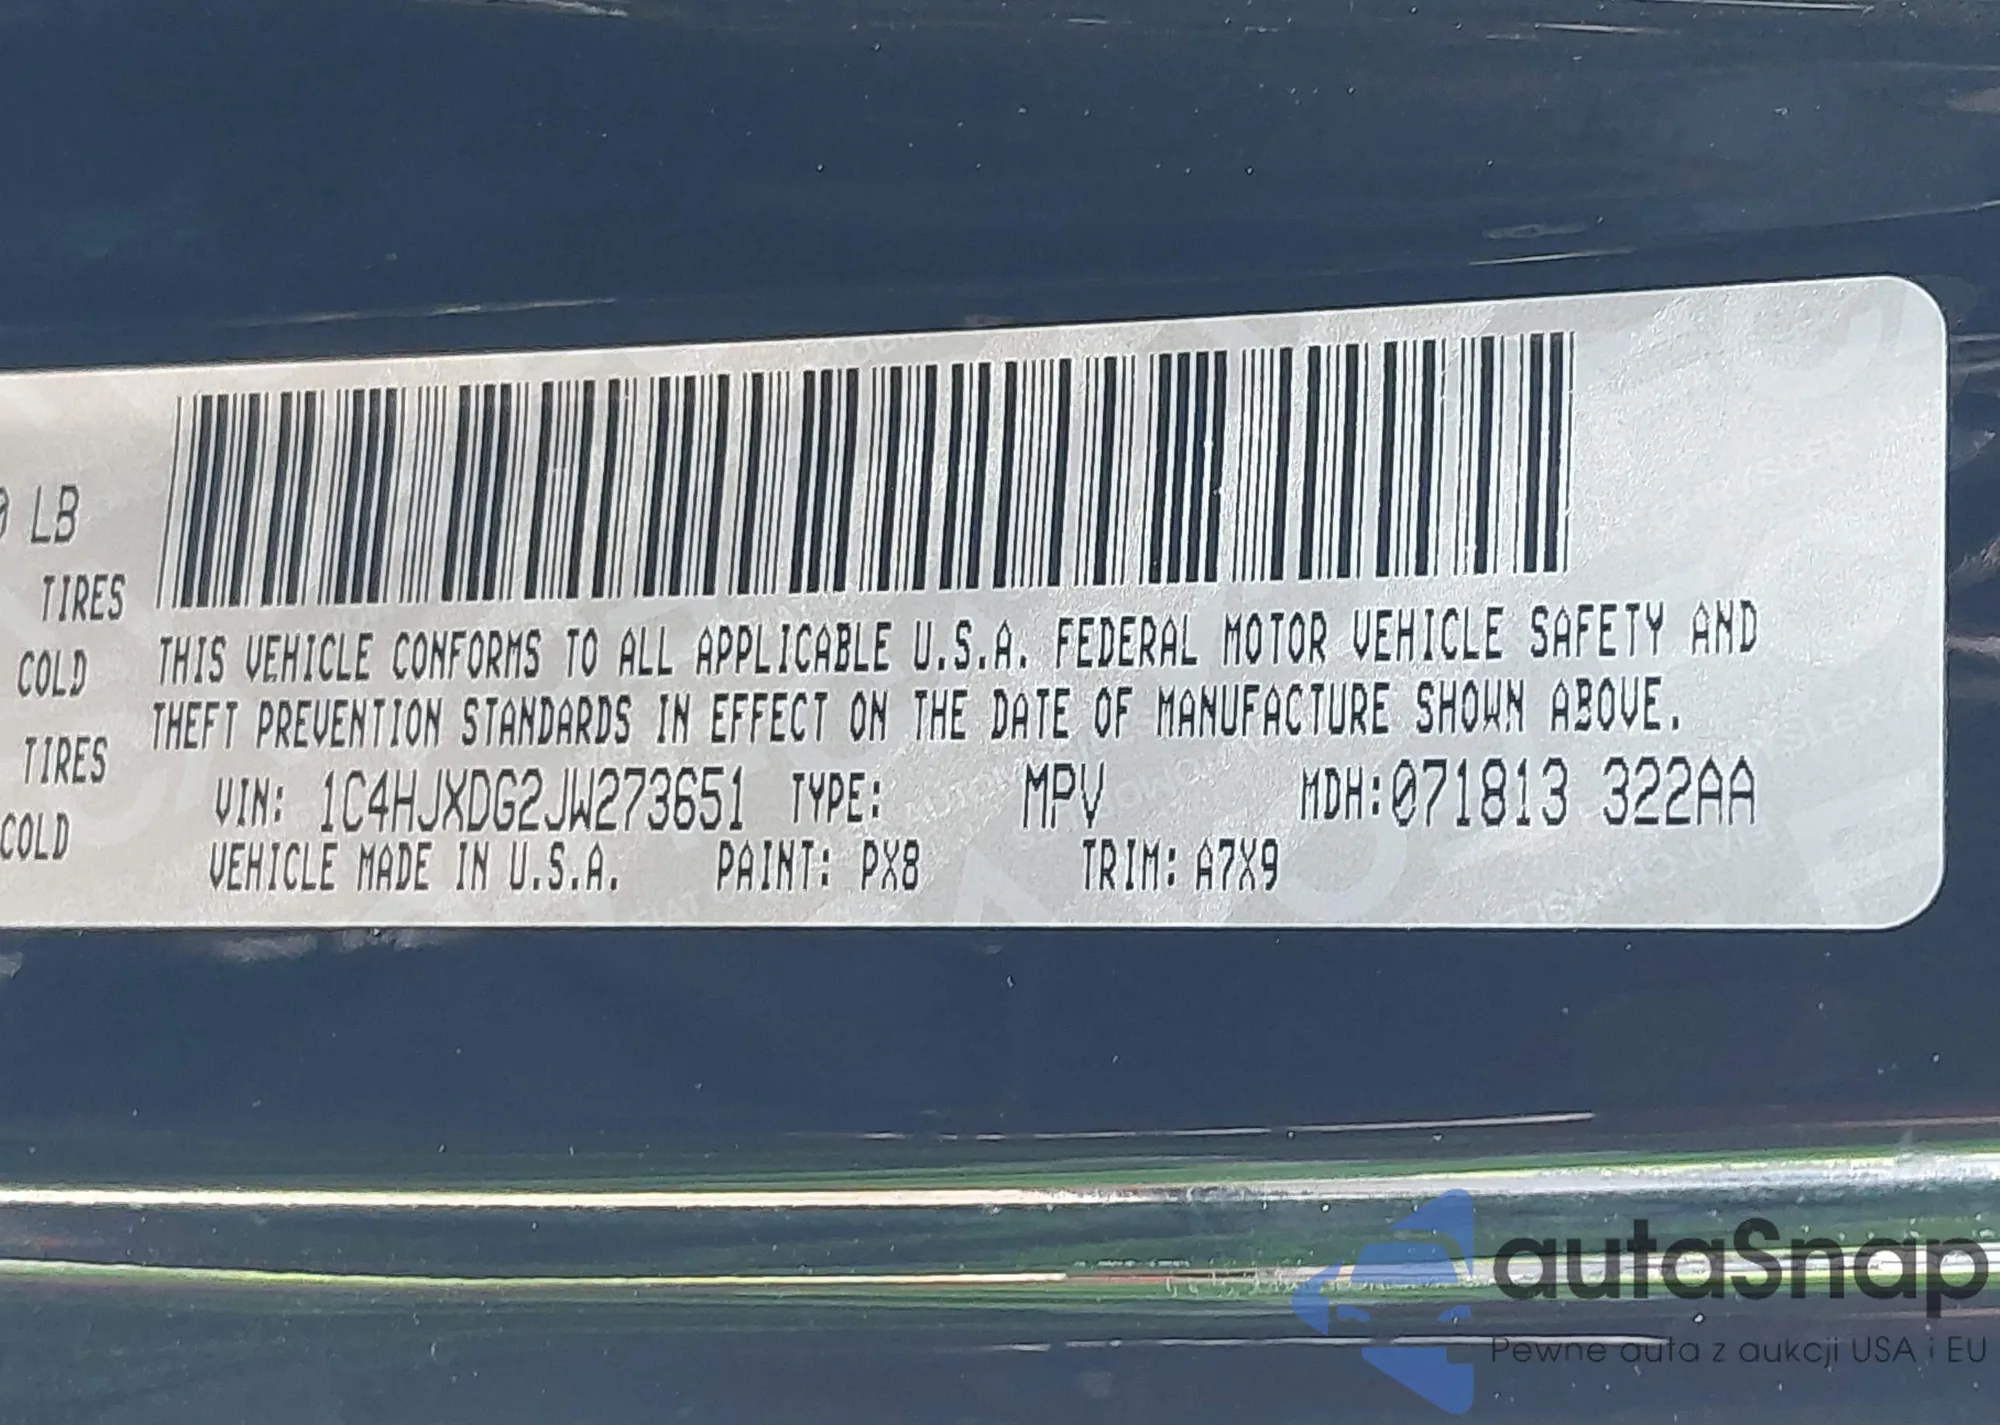 0 LB
TIRES
COLD
TIRES
COLD
THIS VEHICLE CONFORMS TO ALL APPLICABLE U.S.A. FEDERAL MOTOR VEHICLE SAFETY AND
THEFT PREVENTION STANDARDS IN EFFECT ON THE DATE OF MANUFACTURE SHOWN ABOVE.
VIN: 1C4HJXDG2JW273651 TYPE: MPV MDH:071813 322AA
VEHICLE MADE IN U.S.A. PAINT: PX8 TRIM: A7X9
autaSnap
Pewne auta z aukcji USA i EU